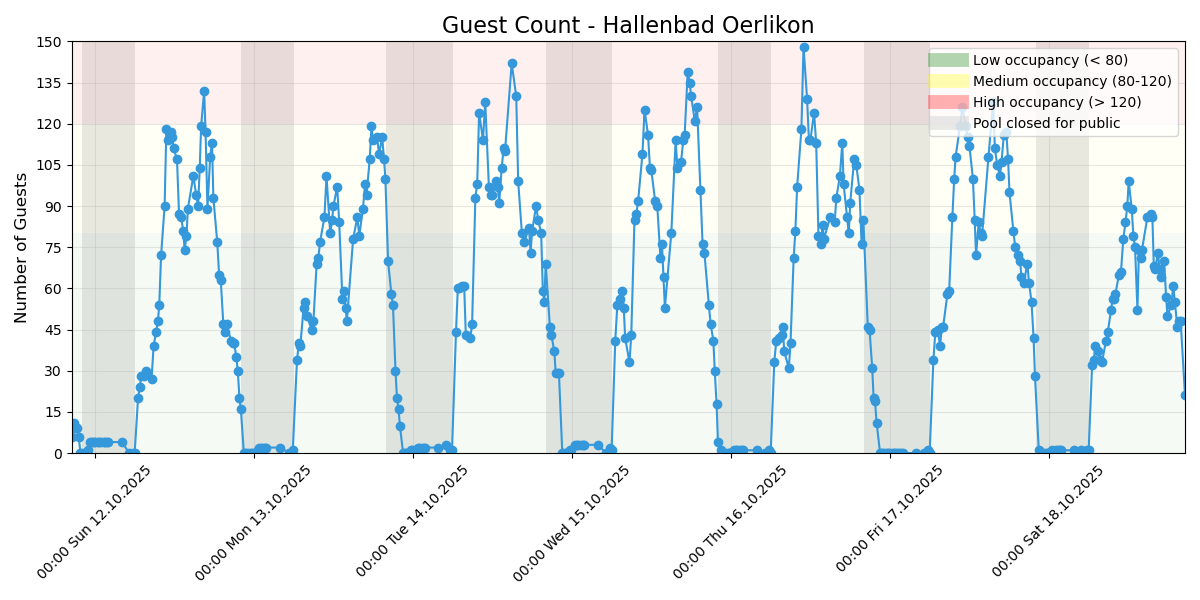 Guest Count - Hallenbad Oerlikon
Number of Guests
150
135
120
105
90
75
60
45
30
15
0
Low occupancy (< 80)
Medium occupancy (80-120)
High occupancy (> 120)
Pool closed for public
00:00 Sun 12.10.2025
00:00 Mon 13.10.2025
00:00 Tue 14.10.2025
00:00 Wed 15.10.2025
00:00 Thu 16.10.2025
00:00 Fri 17.10.2025
00:00 Sat 18.10.2025